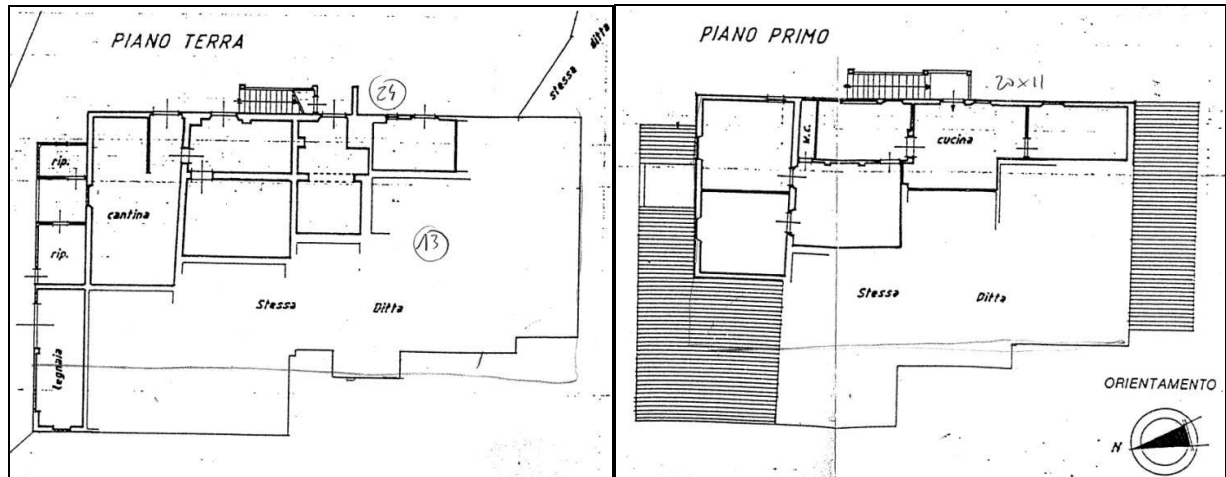 PIANO TERRA
stessa ditta
24
rip.
cantina
13
rip.
Stessa Ditta
legnaia
PIANO PRIMO
20x11
W.C.
cucina
Stessa Ditta
ORIENTAMENTO
N